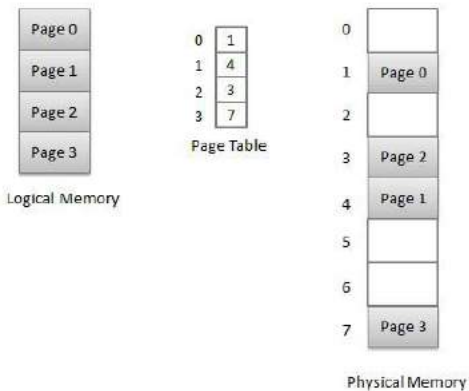 Page 0
Page 1
Page 2
Page 3
Logical Memory
0 1
1 4
2 3
3 7
Page Table
0
1 Page 0
2
3 Page 2
4 Page 1
5
6
7 Page 3
Physical Memory